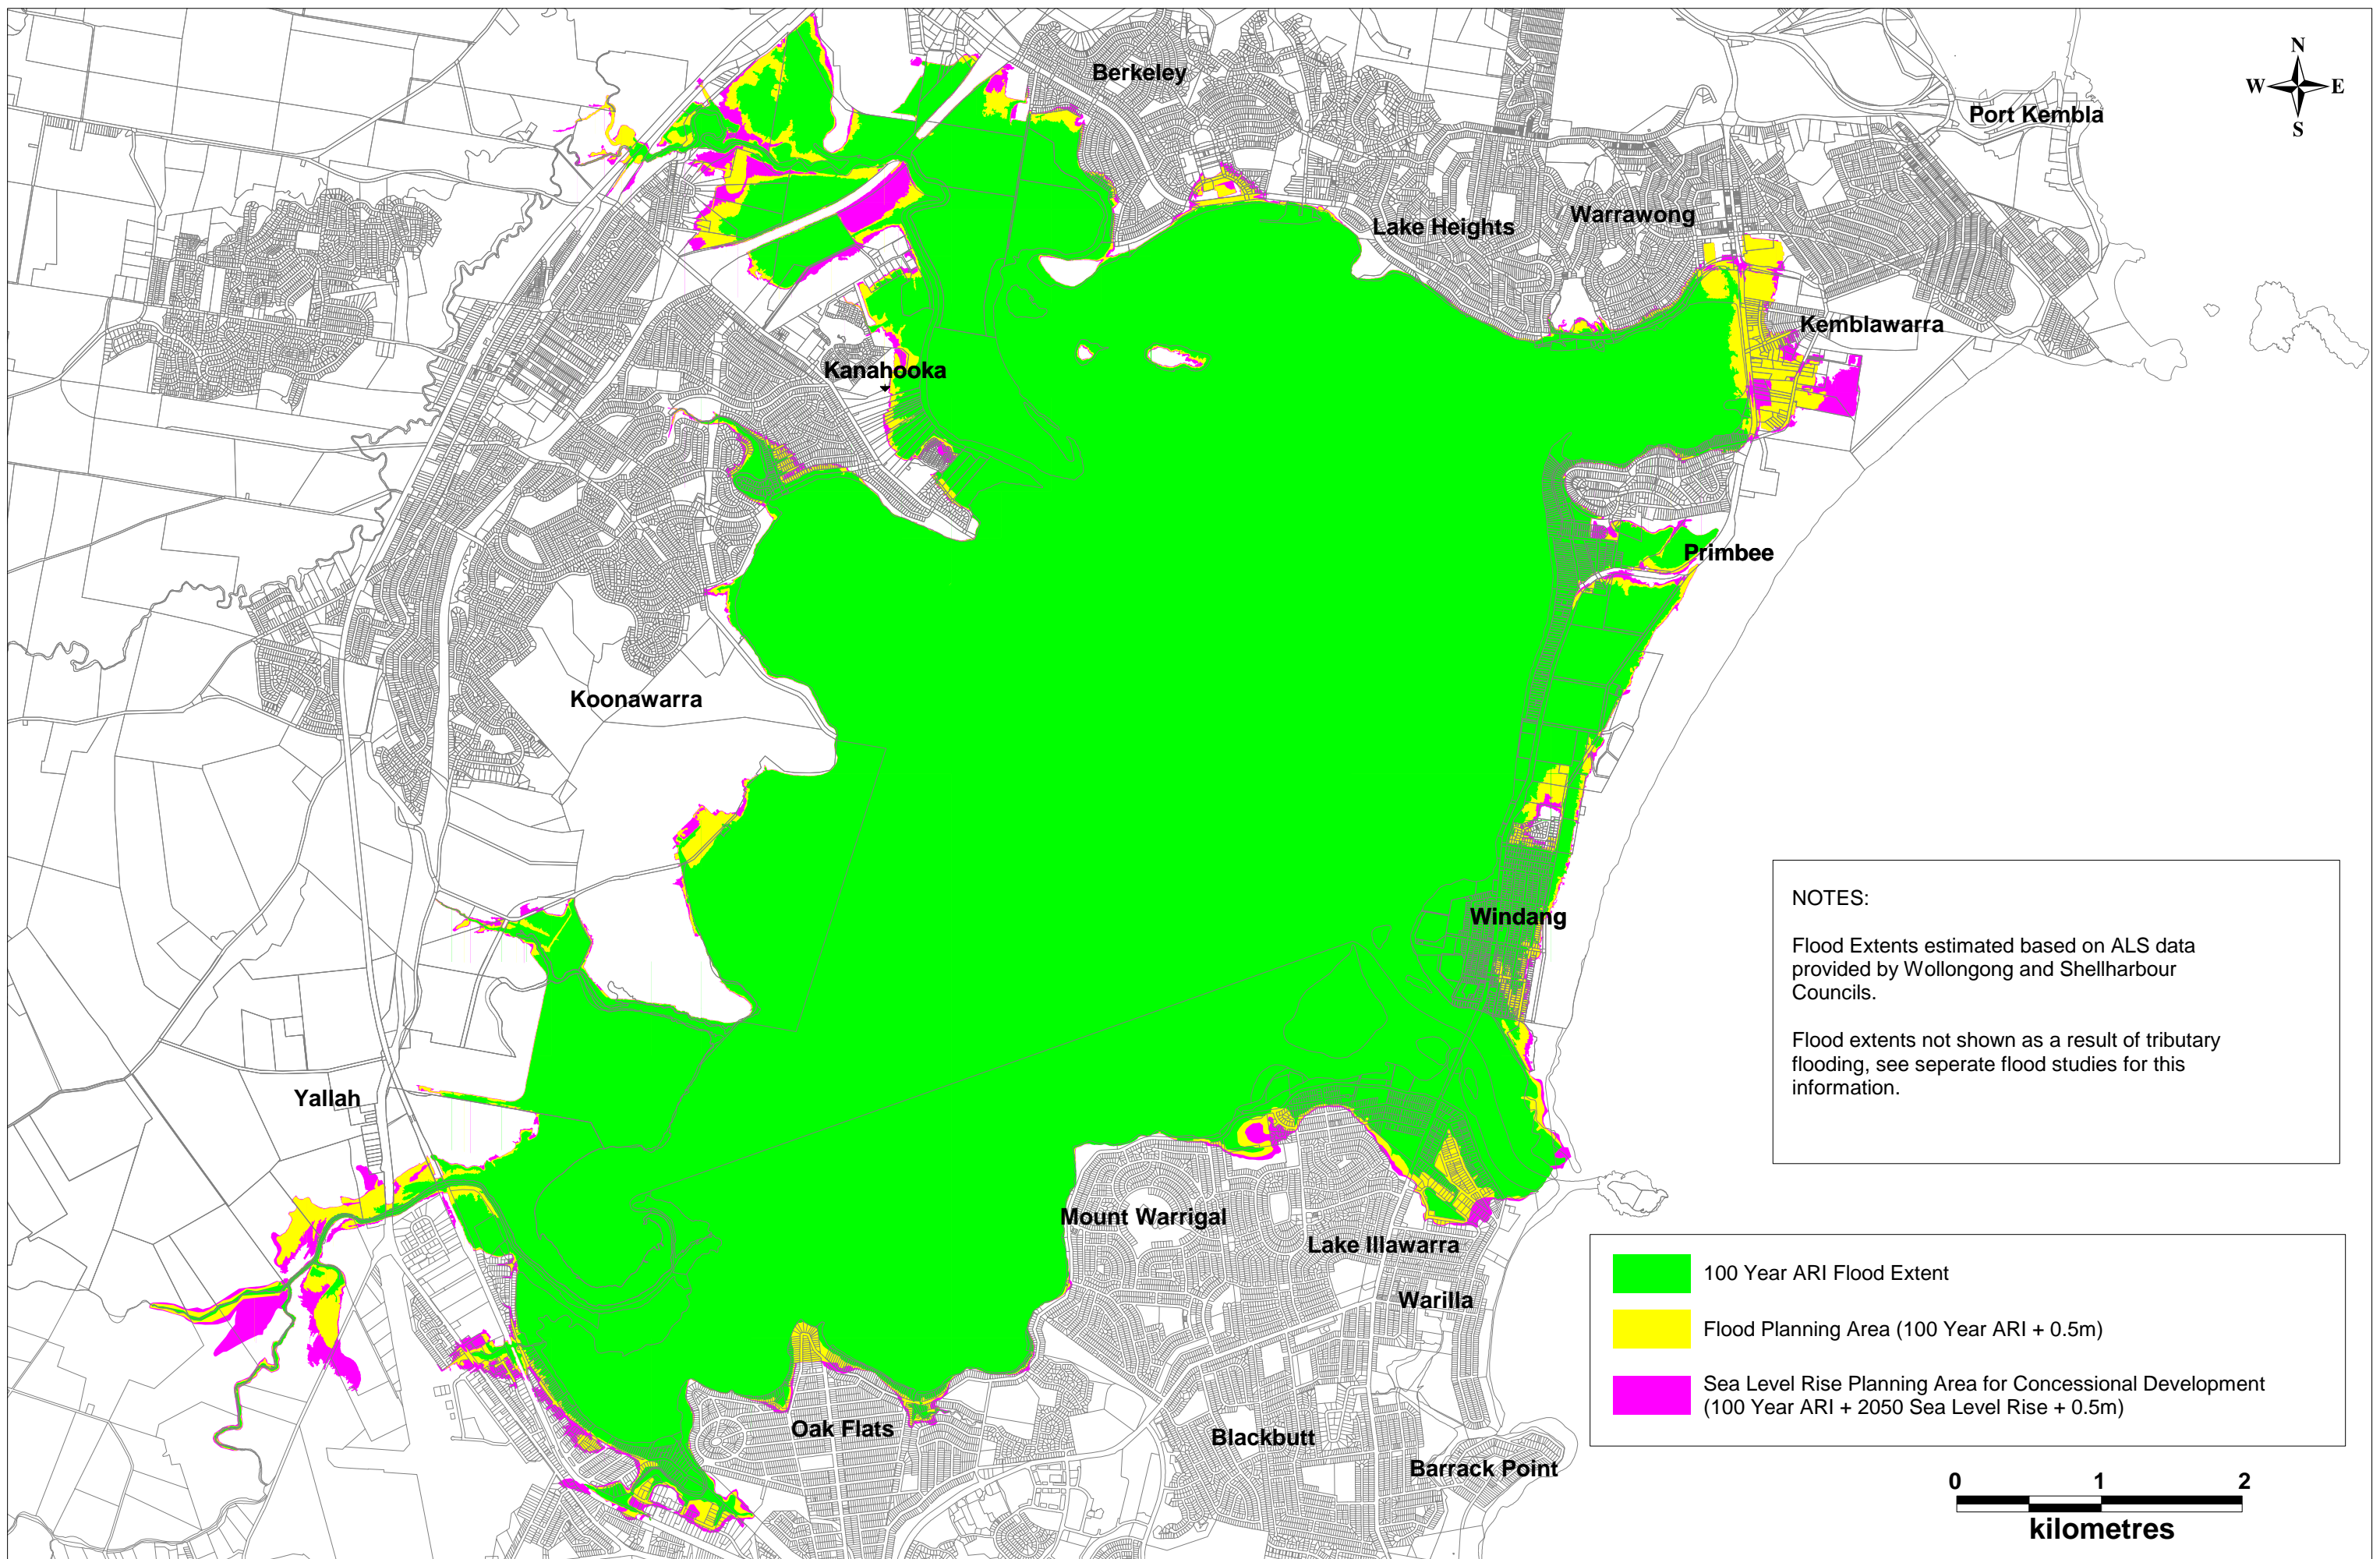 N
W E
S
Berkeley
Port Kembla
Lake Heights
Warrawong
Kemblawarra
Kanahooka
Primbee
Koonawarra
Windang
Yallah
Mount Warrigal
Lake Illawarra
Warilla
Oak Flats
Blackbutt
Barrack Point
NOTES:
Flood Extents estimated based on ALS data
provided by Wollongong and Shellharbour
Councils.
Flood extents not shown as a result of tributary
flooding, see seperate flood studies for this
information.
100 Year ARI Flood Extent
Flood Planning Area (100 Year ARI + 0.5m)
Sea Level Rise Planning Area for Concessional Development
(100 Year ARI + 2050 Sea Level Rise + 0.5m)
0 1 2
kilometres